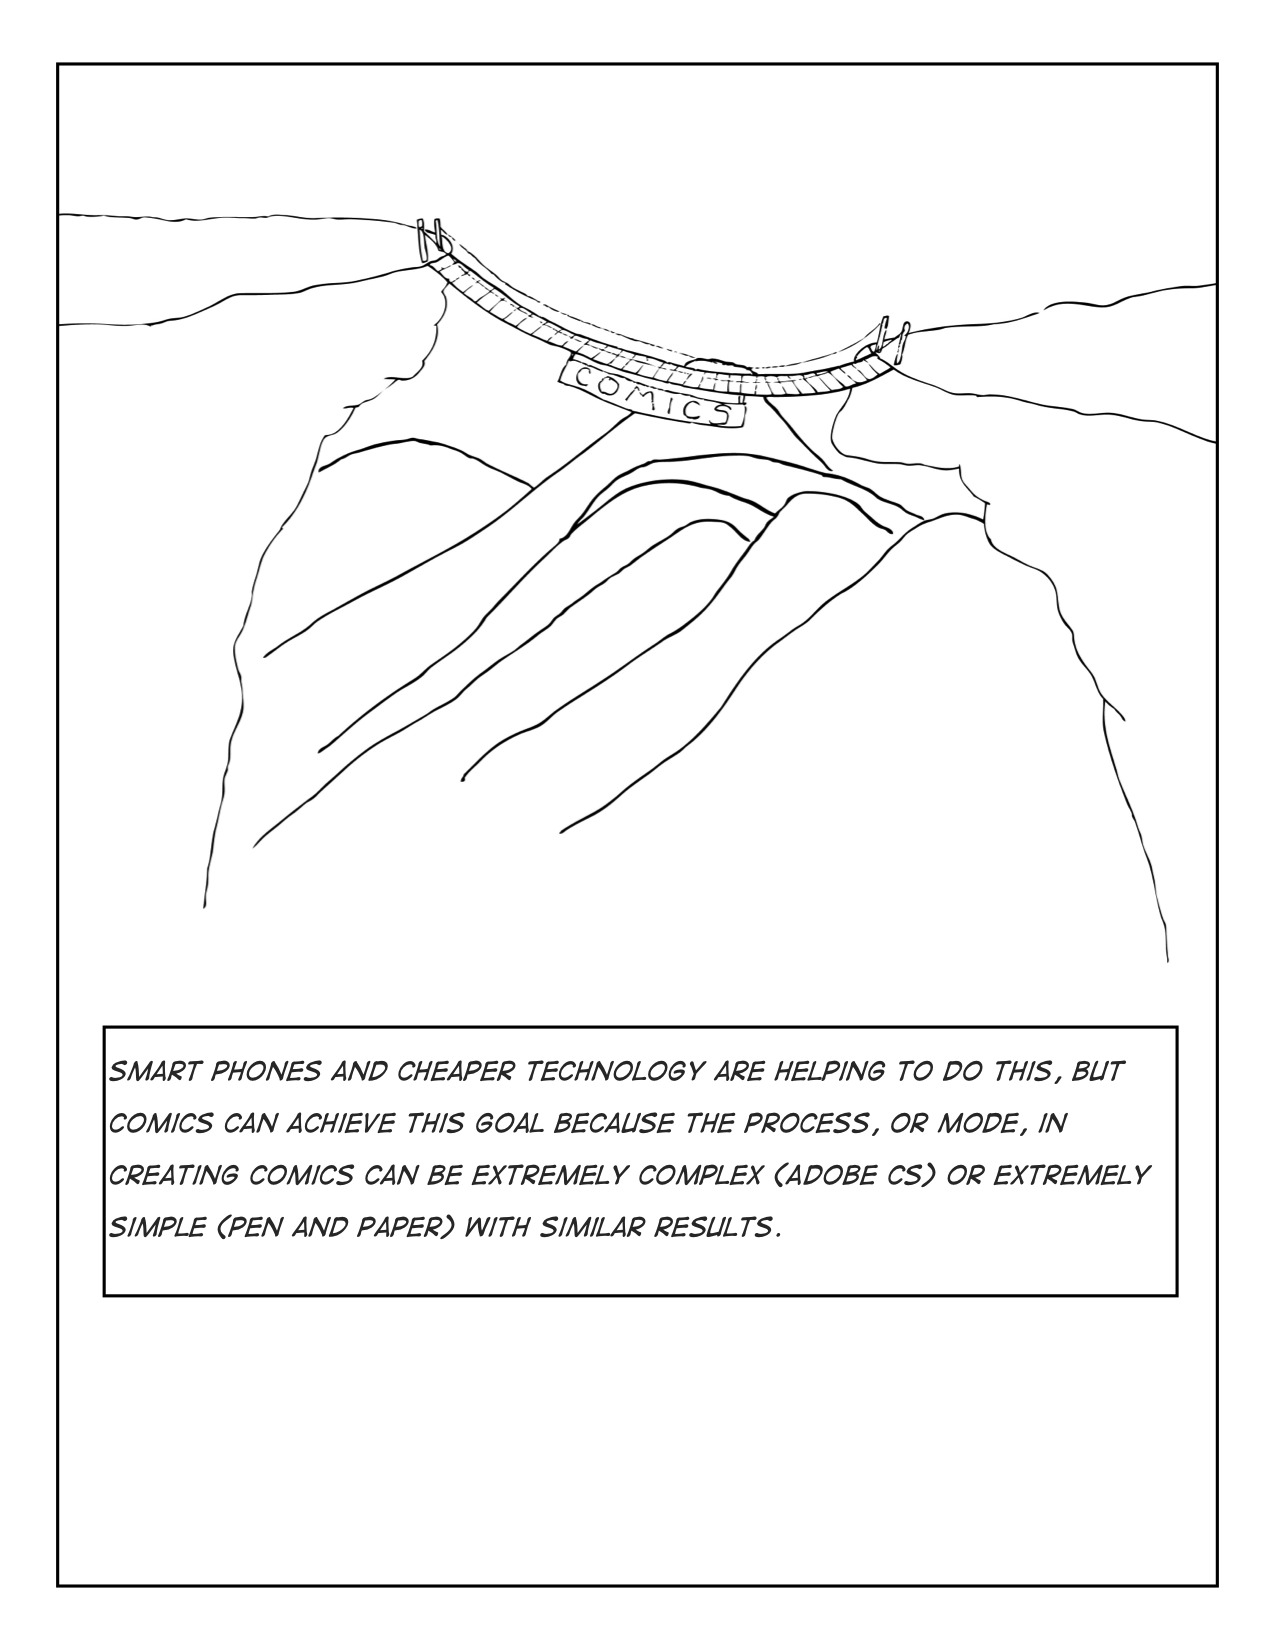 COMICS
SMART PHONES AND CHEAPER TECHNOLOGY ARE HELPING TO DO THIS, BUT
COMICS CAN ACHIEVE THIS GOAL BECAUSE THE PROCESS, OR MODE, IN
CREATING COMICS CAN BE EXTREMELY COMPLEX (ADOBE CS) OR EXTREMELY
SIMPLE (PEN AND PAPER) WITH SIMILAR RESULTS.